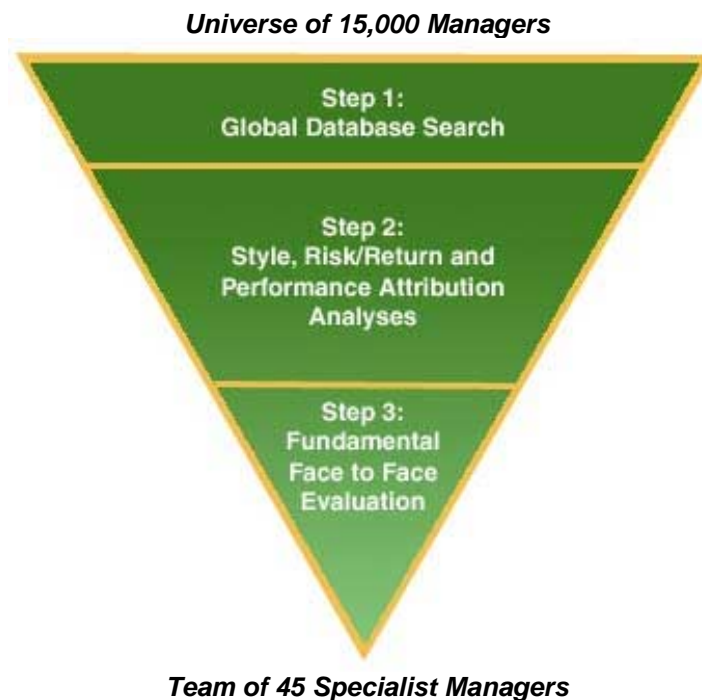 Universe of 15,000 Managers
Step 1:
Global Database Search
Step 2:
Style, Risk/Return and
Performance Attribution
Analyses
Step 3:
Fundamental
Face to Face
Evaluation
Team of 45 Specialist Managers